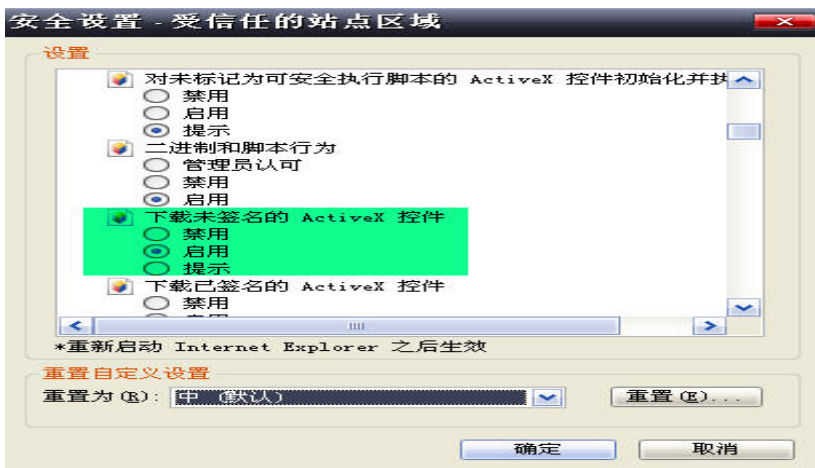 安全设置 - 受信任的站点区域
设置
对未标记为可安全执行脚本的 ActiveX 控件初始化并
禁用
启用
提示
二进制和脚本行为
管理员认可
禁用
启用
下载未签名的 ActiveX 控件
禁用
启用
提示
下载已签名的 ActiveX 控件
禁用
*重新启动 Internet Explorer 之后生效
重置自定义设置
重置为(R): 中 (默认) 重置(E)...
确定 取消